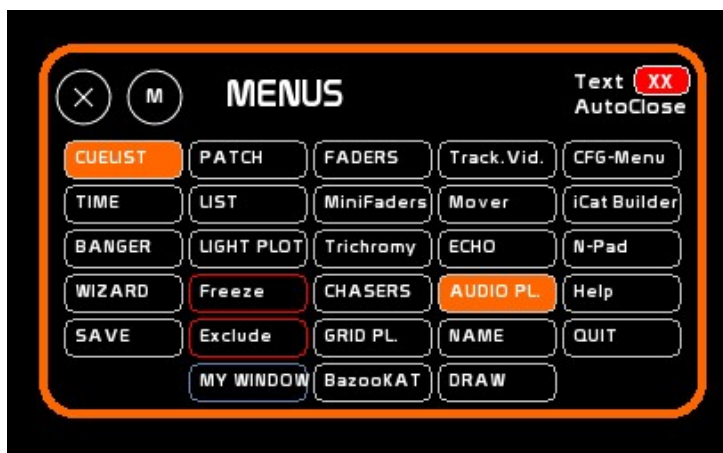 X M MENUS Text XX
AutoClose
CUELIST PATCH FADERS Track.Vid. CFG-Menu
TIME LIST MiniFaders Mover iCat Builder
BANGER LIGHT PLOT Trichromy ECHO N-Pad
WIZARD Freeze CHASERS AUDIO PL. Help
SAVE Exclude GRID PL. NAME QUIT
MY WINDOW BazooKAT DRAW